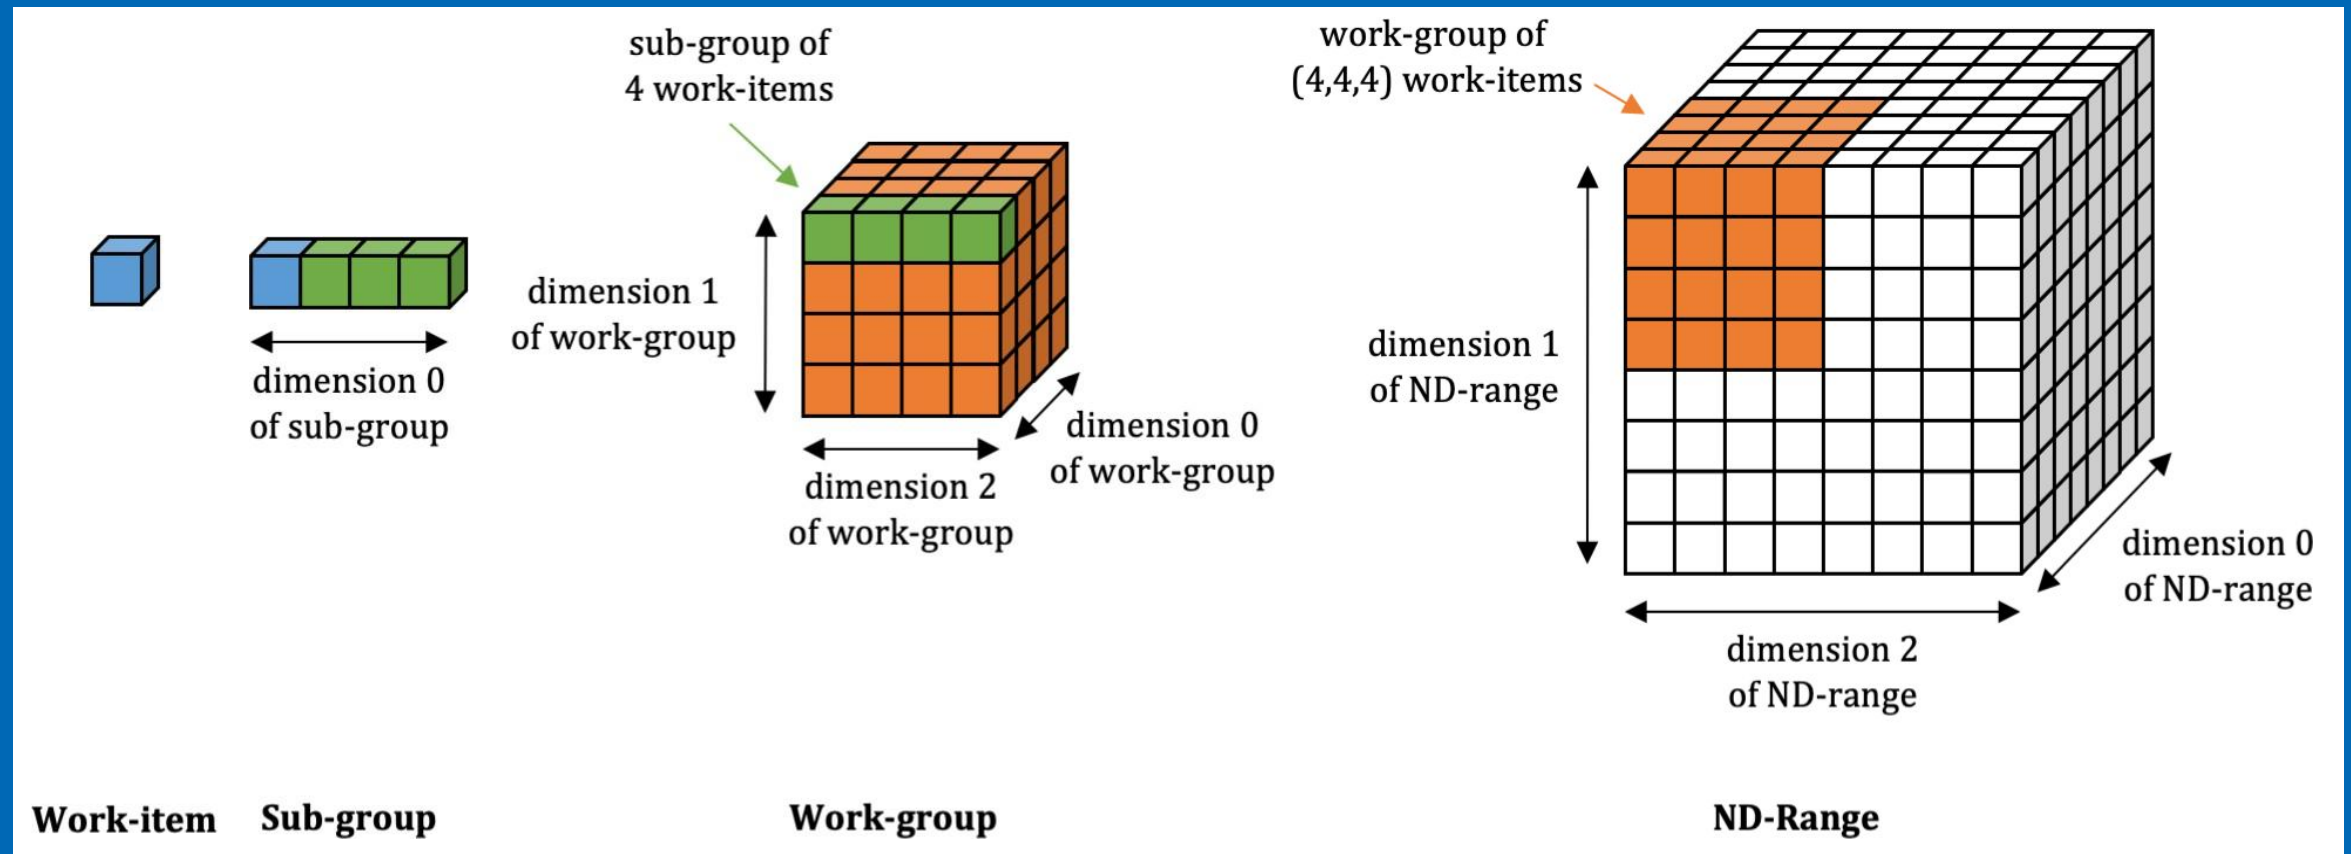 sub-group of
4 work-items
work-group of
(4,4,4) work-items
dimension 0
of sub-group
dimension 1
of work-group
dimension 2
of work-group
dimension 0
of work-group
dimension 1
of ND-range
dimension 2
of ND-range
dimension 0
of ND-range
Work-item
Sub-group
Work-group
ND-Range